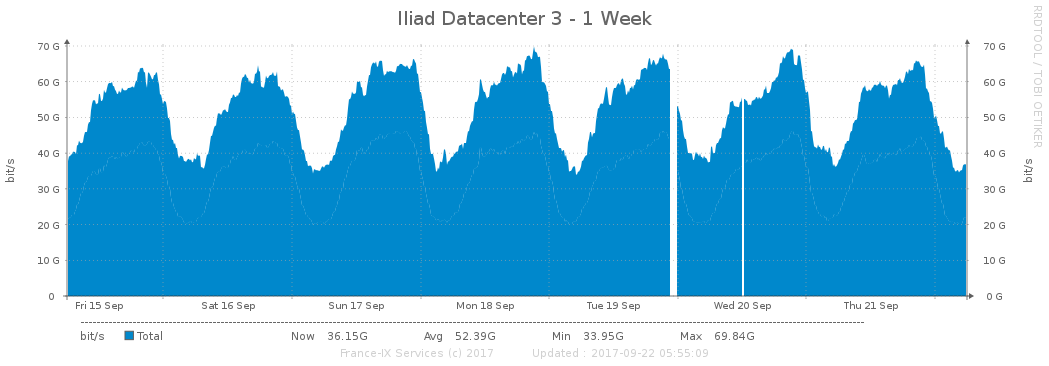 Iliad Datacenter 3 - 1 Week
RRDTOOL / TOBI OETIKER
70 G 70 G
60 G 60 G
50 G 50 G
40 G 40 G
30 G 30 G
20 G 20 G
10 G 10 G
0 0 G
bit/s bit/s
Fri 15 Sep Sat 16 Sep Sun 17 Sep Mon 18 Sep Tue 19 Sep Wed 20 Sep Thu 21 Sep
bit/s Total Now 36.15G Avg 52.39G Min 33.95G Max 69.84G
France-IX Services (c) 2017 Updated : 2017-09-22 05:55:09